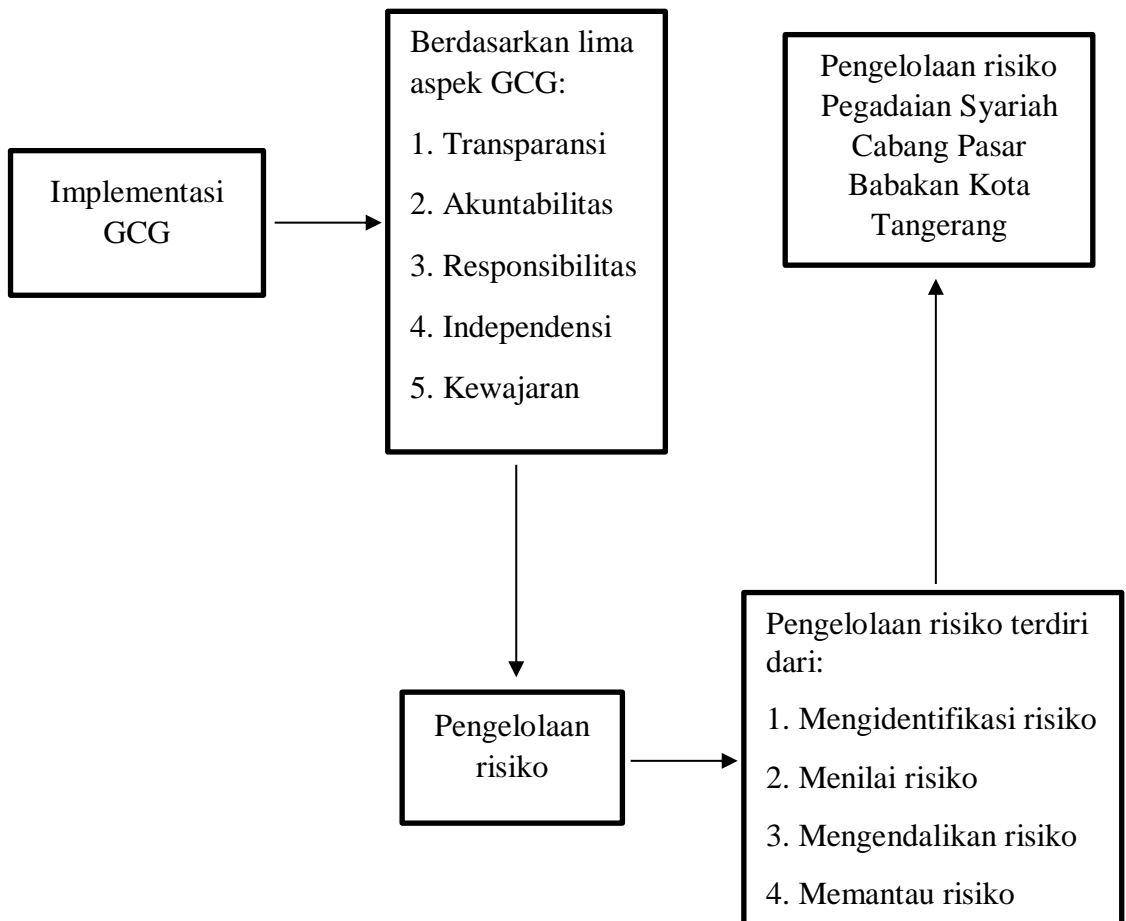 Implementasi
GCG
Berdasarkan lima
aspek GCG:
1. Transparansi
2. Akuntabilitas
3. Responsibilitas
4. Independensi
5. Kewajaran
Pengelolaan
risiko
Pengelolaan risiko terdiri
dari:
1. Mengidentifikasi risiko
2. Menilai risiko
3. Mengendalikan risiko
4. Memantau risiko
Pengelolaan risiko
Pegadaian Syariah
Cabang Pasar
Babakan Kota
Tangerang